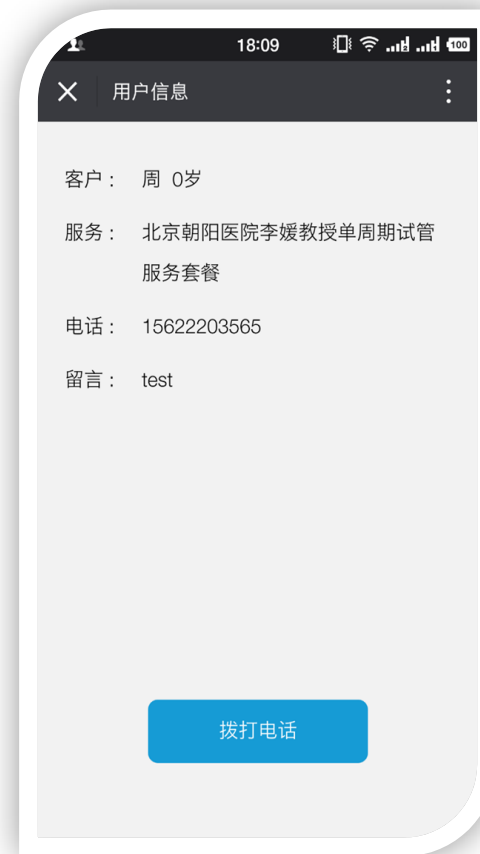 18:09
100
用户信息
客户： 周 0岁
服务： 北京朝阳医院李媛教授单周期试管
服务套餐
电话： 15622203565
留言： test
拨打电话